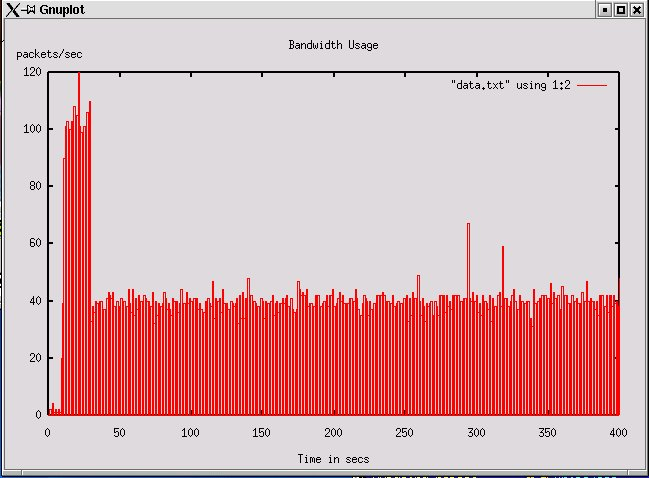 Gnuplot
Bandwidth Usage
packets/sec
"data.txt" using 1:2
120
100
80
60
40
20
0
0 50 100 150 200 250 300 350 400
Time in secs